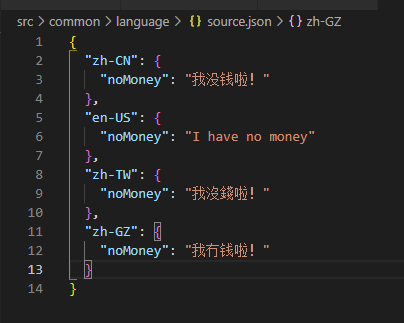 src > common > language > {} source.json > {} zh-GZ
1 {
2 "zh-CN": {
3 "noMoney": "我没钱啦！"
4 },
5 "en-US": {
6 "noMoney": "I have no money"
7 },
8 "zh-TW": {
9 "noMoney": "我沒錢啦！"
10 },
11 "zh-GZ": {
12 "noMoney": "我冇钱啦！"
13 }
14 }